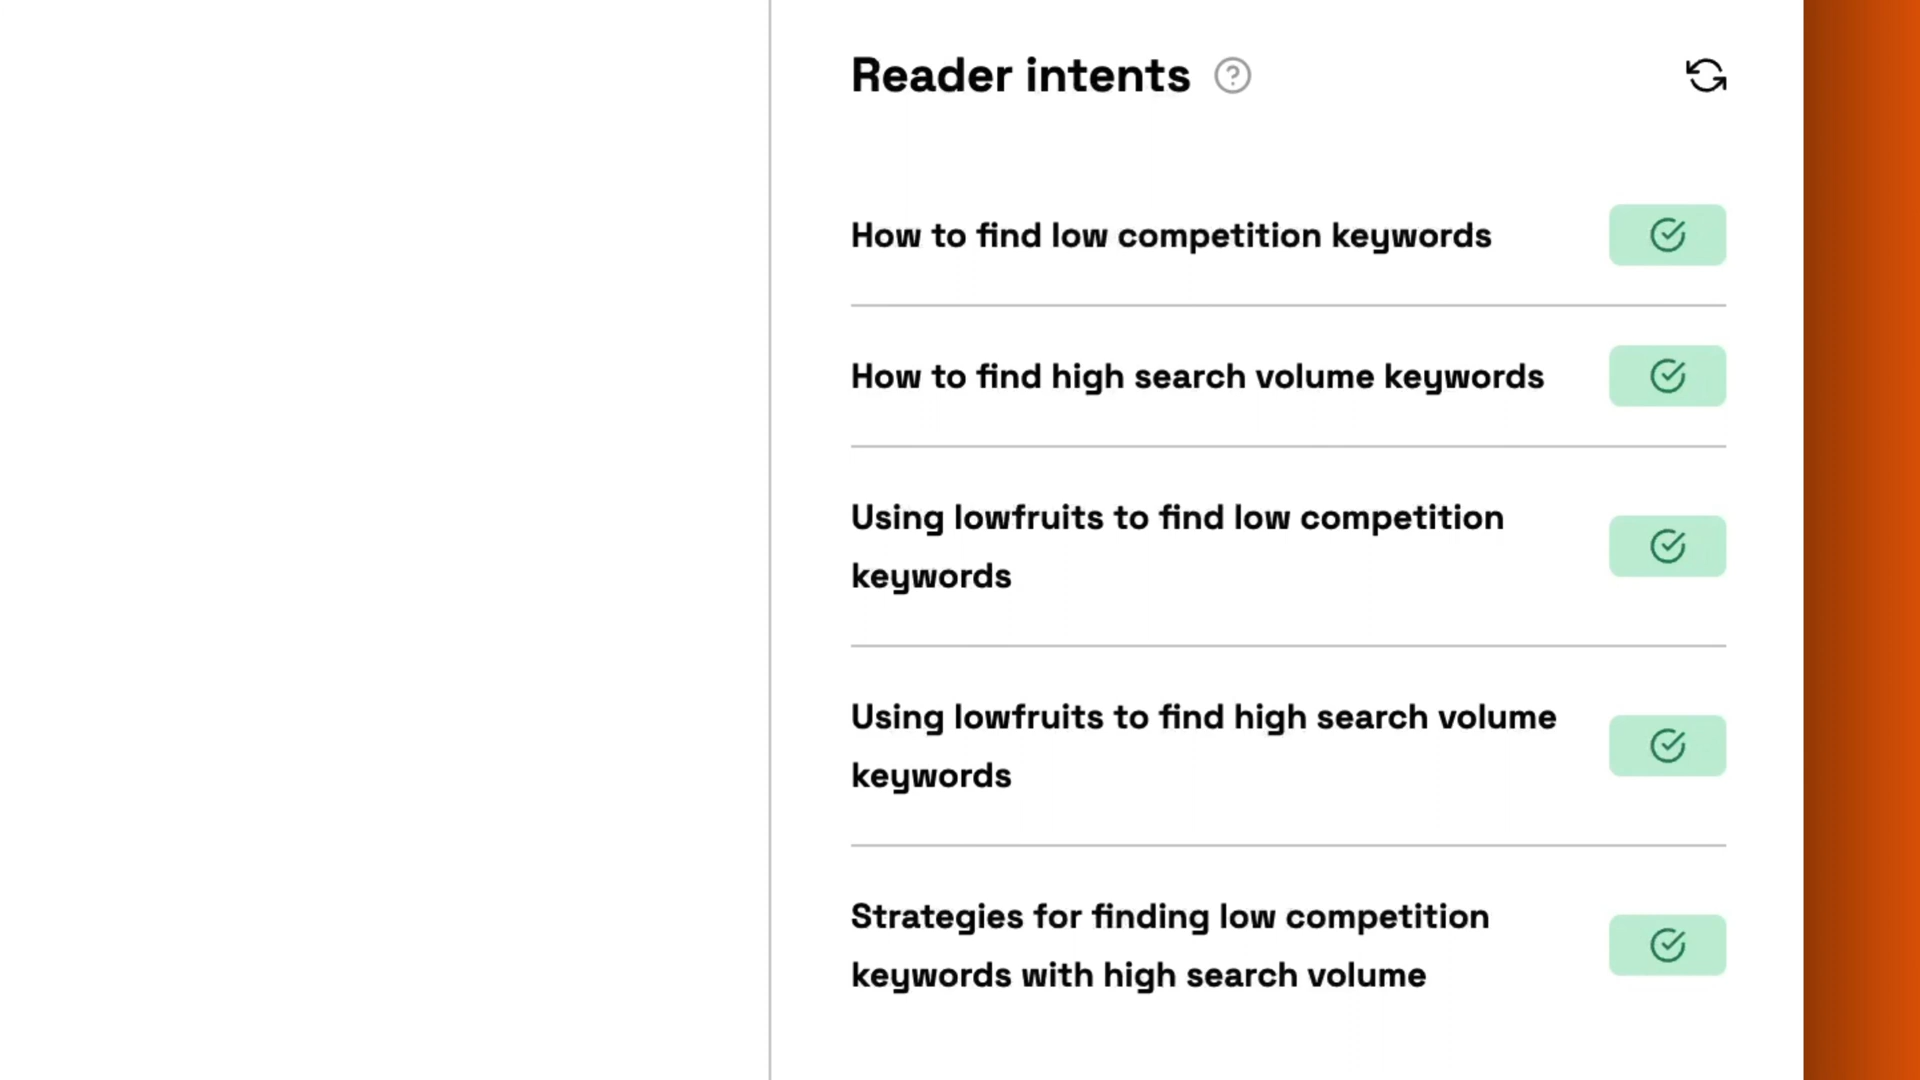 Reader intents
How to find low competition keywords
How to find high search volume keywords
Using lowfruits to find low competition
keywords
Using lowfruits to find high search volume
keywords
Strategies for finding low competition
keywords with high search volume